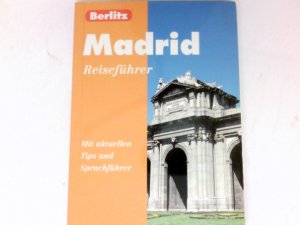 Berlitz
Madrid
Reiseführer
Mit aktuellen
Tips und
Sprachführer